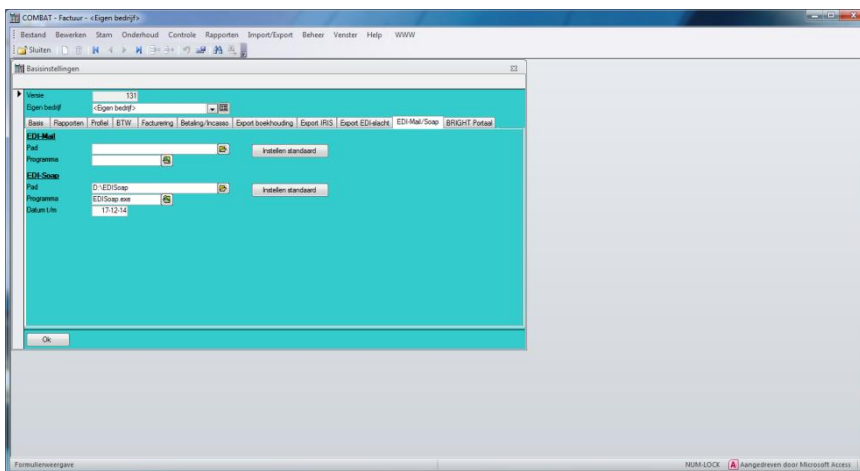 COMBAT - Factuur - <Eigen bedrijf>
Bestand Bewerken Stam Onderhoud Controle Rapporten Import/Export Beheer Venster Help WWW
Sluiten
Basisinstellingen
Versie 131
Eigen bedrijf <Eigen bedrijf>
Basis Rapporten Profiel BTW Facturering Betaling/Incasso Export boekhouding Export IRIS Export EDI-slacht EDI-Mail/Soap BRIGHT Portaal
EDI-Mail
Pad Instellen standaard
Programma
EDI-Soap
Pad D:\EDISoap Instellen standaard
Programma EDISoap.exe
Datum t/m 17-12-14
Ok
Formulierweergave NUM-LOCK Aangedreven door Microsoft Access